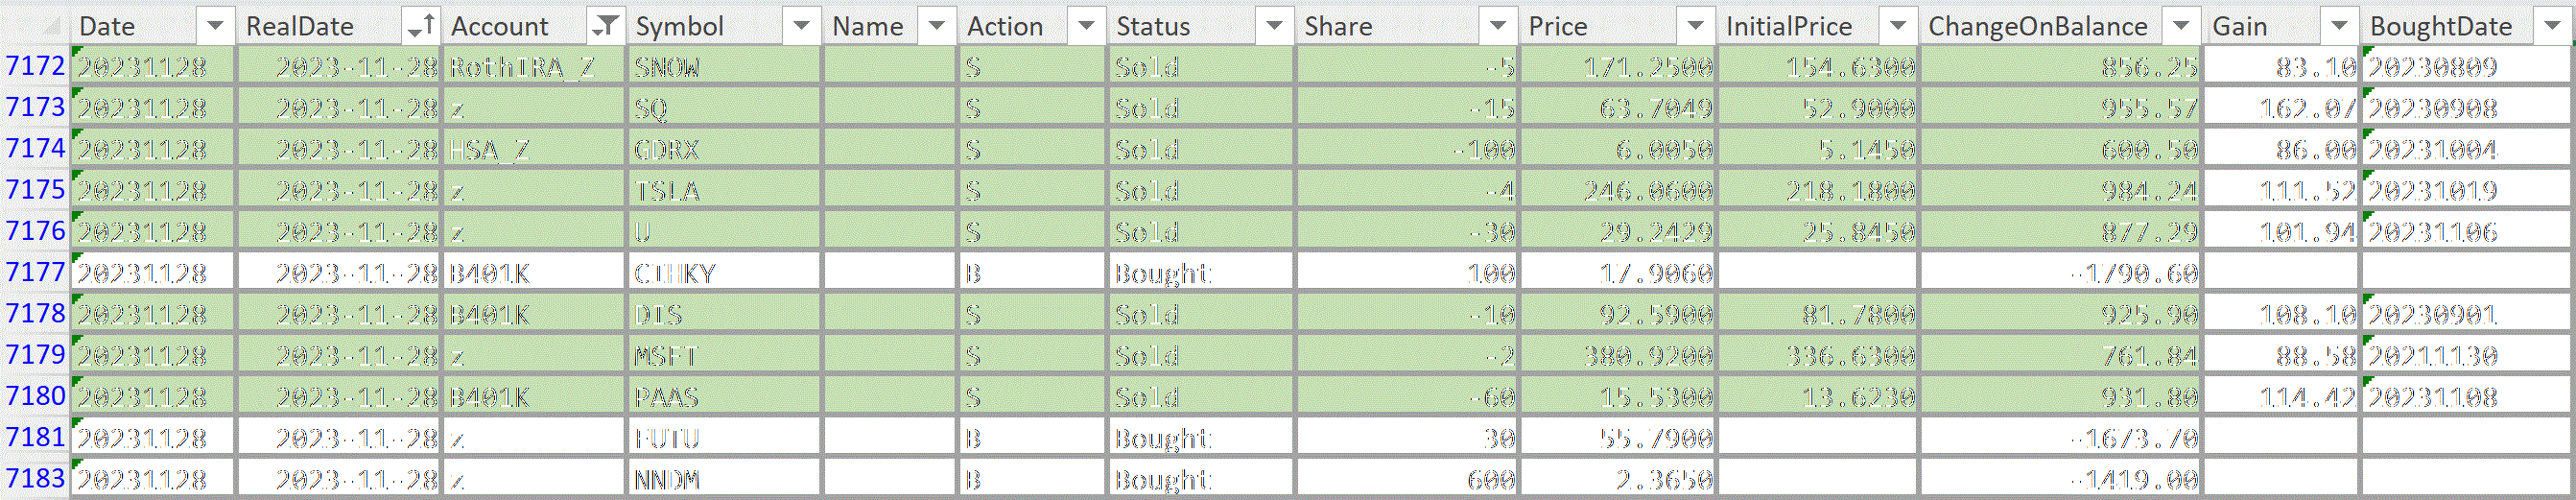 Date RealDate Account Symbol Name Action Status Share Price InitialPrice ChangeOnBalance Gain BoughtDate
7172 20231128 2023-11-28 RothIRA_Z SNOW S Sold -5 171.2500 154.6300 856.25 83.10 20230809
7173 20231128 2023-11-28 z SQ S Sold -15 63.7049 52.9000 955.57 162.07 20230908
7174 20231128 2023-11-28 HSA_Z GDRX S Sold -100 6.0050 5.1450 600.50 86.00 20231004
7175 20231128 2023-11-28 z TSLA S Sold -4 246.0600 218.1800 984.24 111.52 20231019
7176 20231128 2023-11-28 z U S Sold -30 29.2429 25.8450 877.29 101.94 20231106
7177 20231128 2023-11-28 B401K CIHKY B Bought 100 17.9060 -1790.60
7178 20231128 2023-11-28 B401K DIS S Sold -10 92.5900 81.7800 925.90 108.10 20230901
7179 20231128 2023-11-28 z MSFT S Sold -2 380.9200 336.6300 761.84 88.58 20211130
7180 20231128 2023-11-28 B401K PAAS S Sold -60 15.5300 13.6230 931.80 114.42 20231108
7181 20231128 2023-11-28 z FUTU B Bought 30 55.7900 -1673.70
7183 20231128 2023-11-28 z NNDM B Bought 600 2.3650 -1419.00